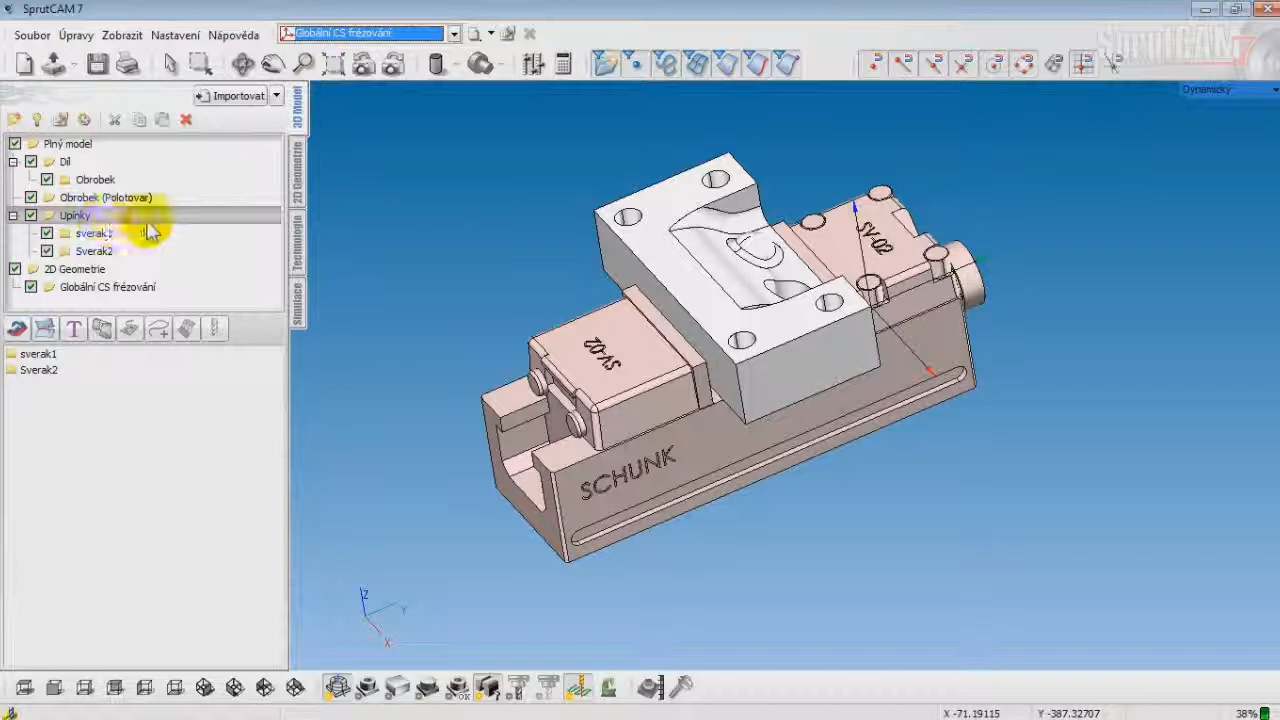 SprutCAM 7
Soubor Úpravy Zobrazit Nastavení Nápověda
Globální CS frézování
Importovat
Dynamicky
3D Model
2D Geometrie
Technologie
Simulace
Plný model
Díl
Obrobek
Obrobek (Polotovar)
Upínky
sverak1
Sverak2
2D Geometrie
Globální CS frézování
sverak1
Sverak2
SV-02
SV-02
SCHUNK
Z
Y
X
OK
X -71.19115
Y -387.32707
38%